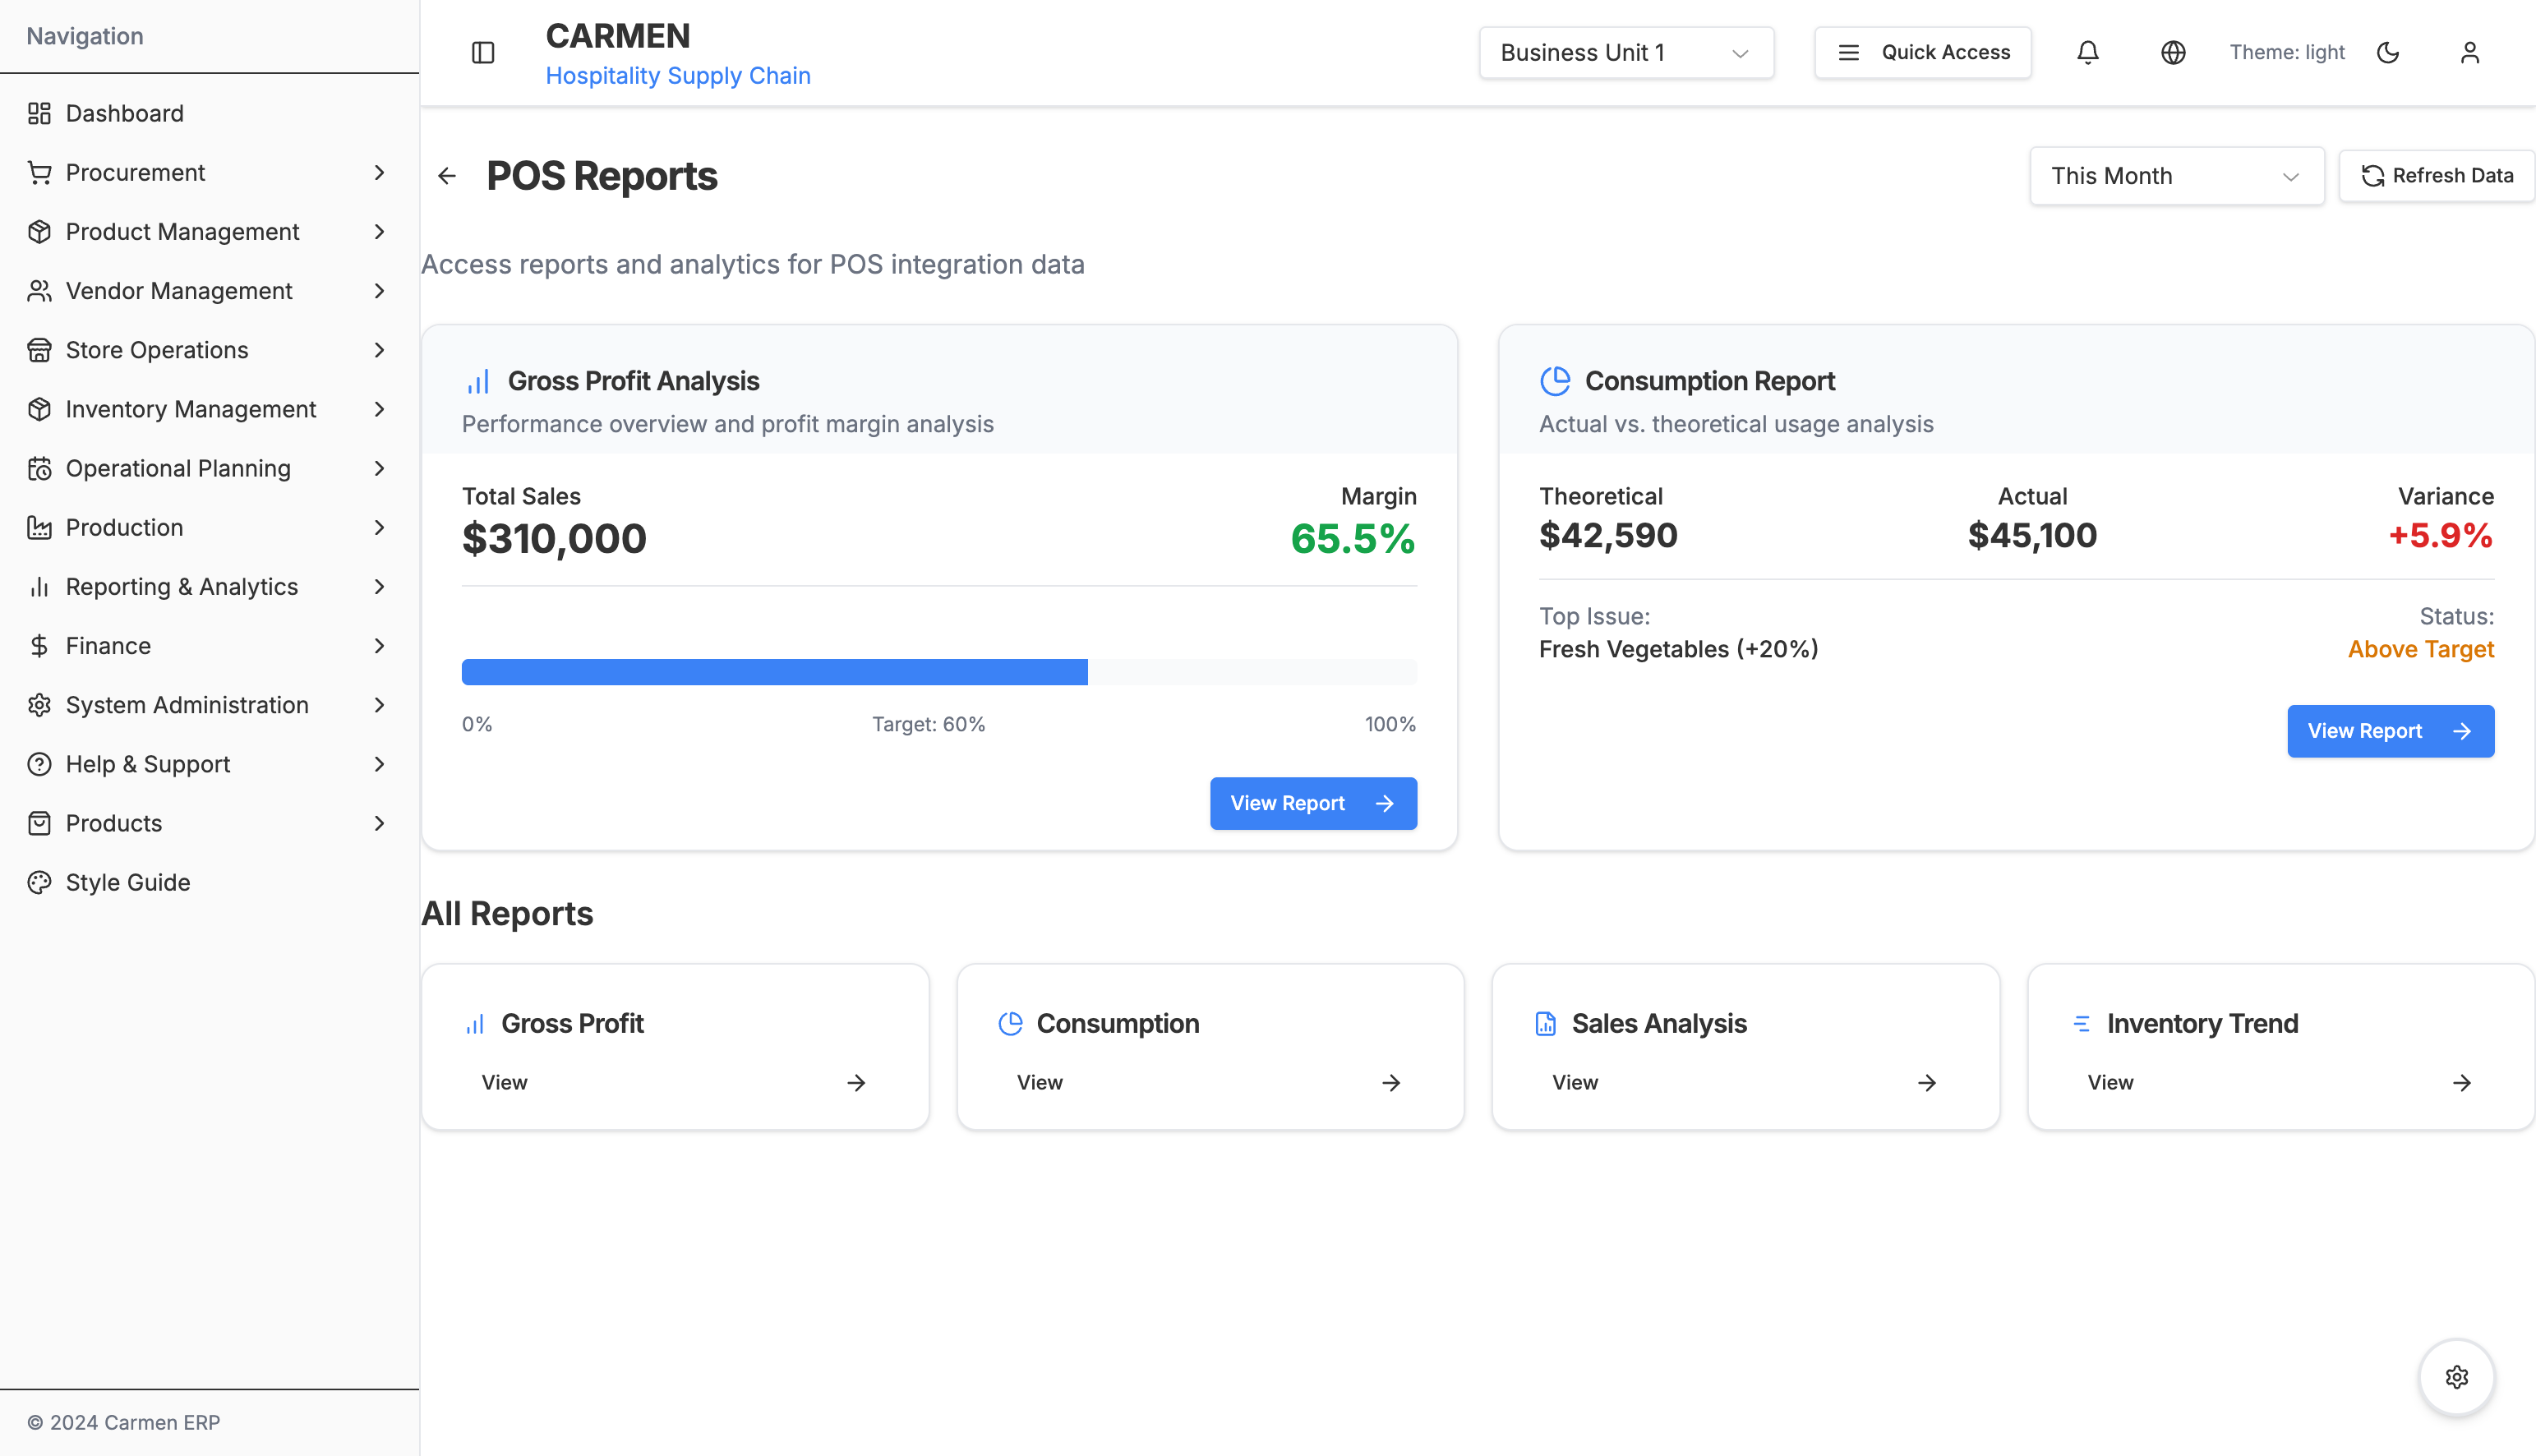 Navigation
Dashboard
Procurement
Product Management
Vendor Management
Store Operations
Inventory Management
Operational Planning
Production
Reporting & Analytics
Finance
System Administration
Help & Support
Products
Style Guide
© 2024 Carmen ERP
CARMEN
Hospitality Supply Chain
Business Unit 1
Quick Access
Theme: light
POS Reports
This Month
Refresh Data
Access reports and analytics for POS integration data
Gross Profit Analysis
Performance overview and profit margin analysis
Total Sales
Margin
$310,000
65.5%
0%
Target: 60%
100%
View Report
Consumption Report
Actual vs. theoretical usage analysis
Theoretical
Actual
Variance
$42,590
$45,100
+5.9%
Top Issue:
Status:
Fresh Vegetables (+20%)
Above Target
View Report
All Reports
Gross Profit
View
Consumption
View
Sales Analysis
View
Inventory Trend
View